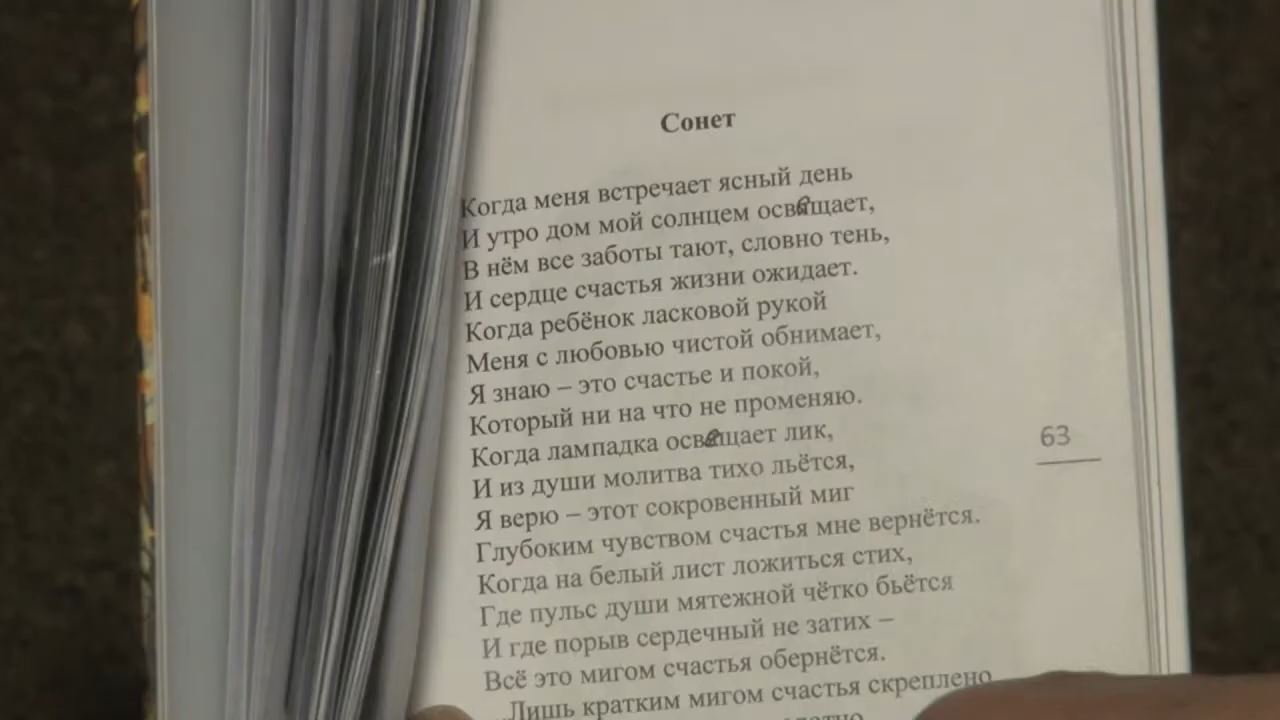 Сонет
Когда меня встречает ясный день
И утро дом мой солнцем освещает,
В нём все заботы тают, словно тень,
И сердце счастья жизни ожидает.
Когда ребёнок ласковой рукой
Меня с любовью чистой обнимает,
Я знаю – это счастье и покой,
Который ни на что не променяю.
Когда лампадка освещает лик,
И из души молитва тихо льётся,
Я верю – этот сокровенный миг
Глубоким чувством счастья мне вернётся.
Когда на белый лист ложиться стих,
Где пульс души мятежной чётко бьётся
И где порыв сердечный не затих –
Всё это мигом счастья обернётся.
Лишь кратким мигом счастья скреплено
63